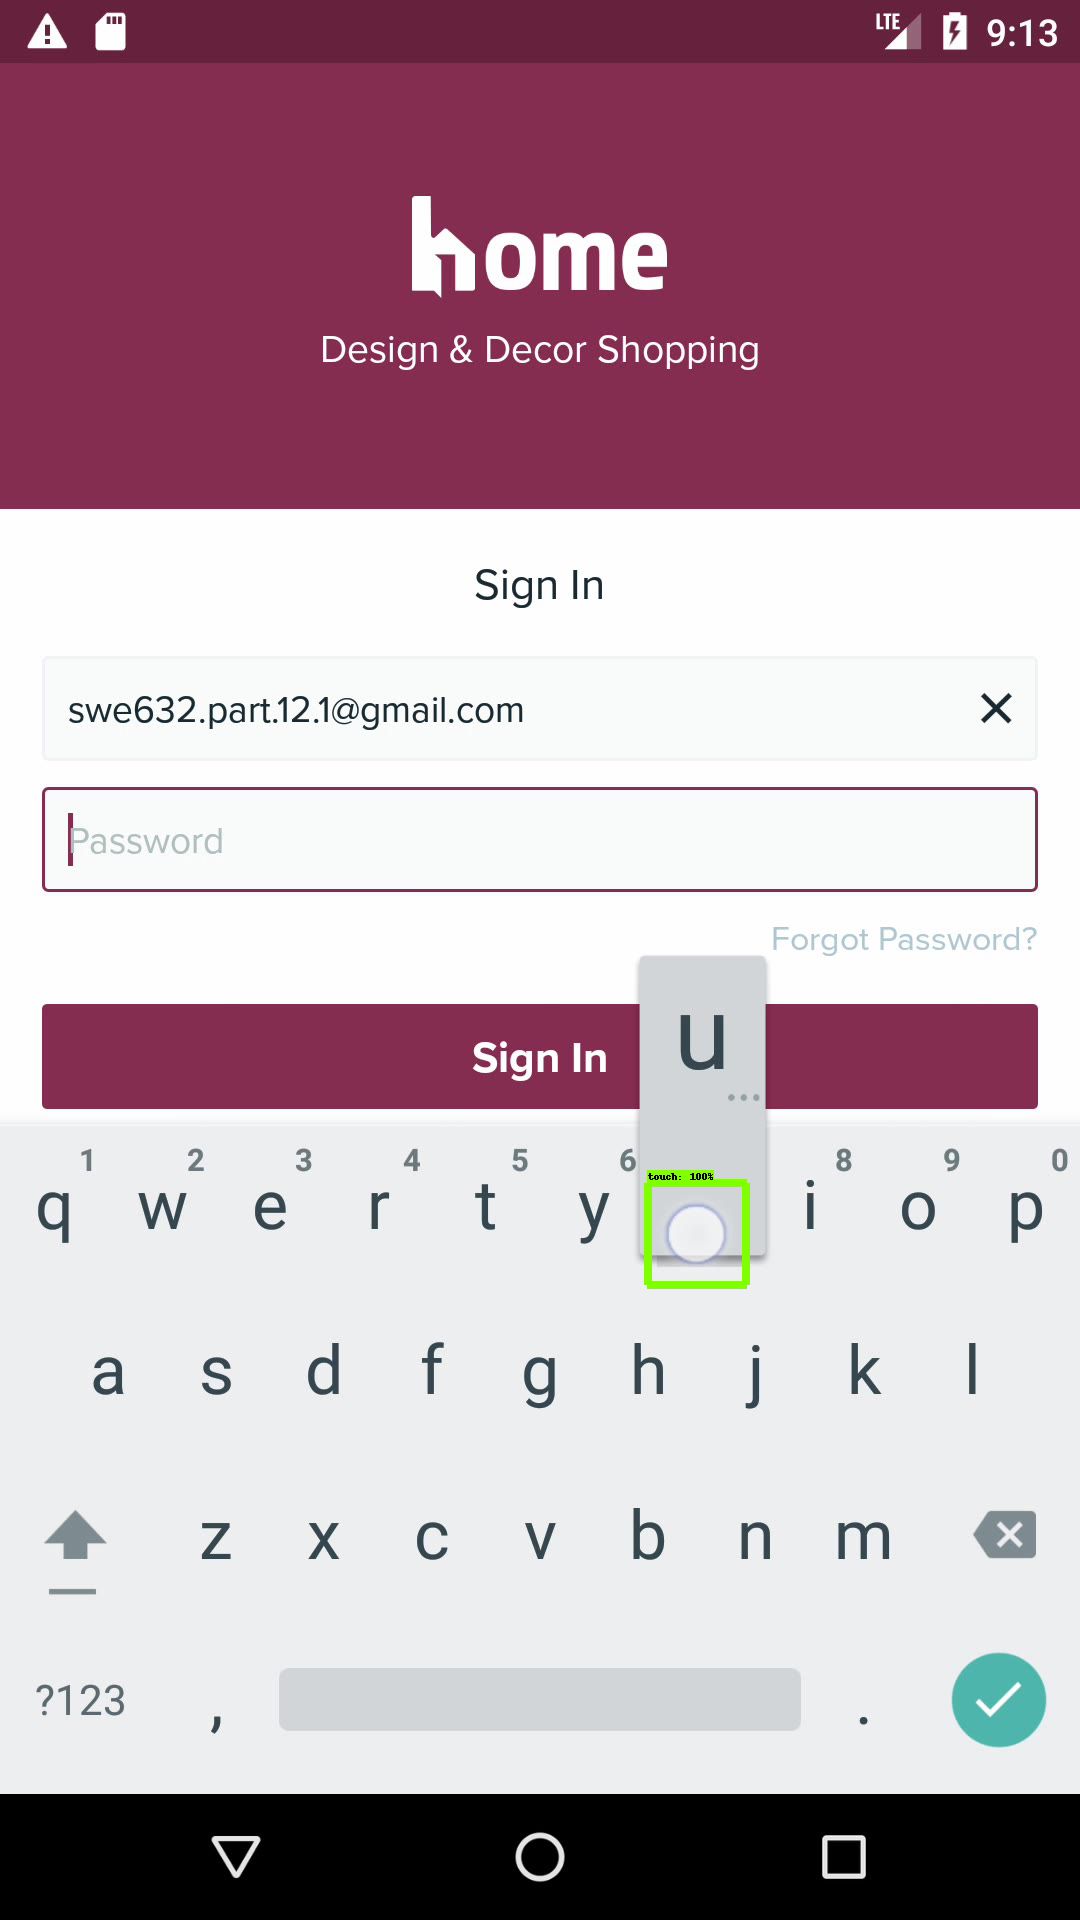 LTE 9:13
home
Design & Decor Shopping
Sign In
swe632.part.12.1@gmail.com
Password
Forgot Password?
Sign In
u
...
1 2 3 4 5 6 8 9 0
touch: 100%
q w e r t y i o p
a s d f g h j k l
z x c v b n m
?123 , .